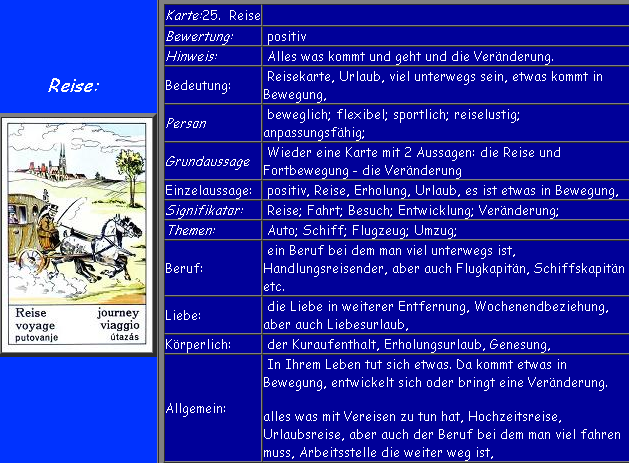 Reise:
Reise journey
voyage viaggio
putovanje útazás
Karte:25. Reise
Bewertung: positiv
Hinweis: Alles was kommt und geht und die Veränderung.
Bedeutung: Reisekarte, Urlaub, viel unterwegs sein, etwas kommt in
Bewegung,
Person beweglich; flexibel; sportlich; reiselustig;
anpassungsfähig;
Grundaussage Wieder eine Karte mit 2 Aussagen: die Reise und
Fortbewegung - die Veränderung
Einzelaussage: positiv, Reise, Erholung, Urlaub, es ist etwas in Bewegung,
Signifikator: Reise; Fahrt; Besuch; Entwicklung; Veränderung;
Themen: Auto; Schiff; Flugzeug; Umzug;
Beruf: ein Beruf bei dem man viel unterwegs ist,
Handlungsreisender, aber auch Flugkapitän, Schiffskapitän
etc.
Liebe: die Liebe in weiterer Entfernung, Wochenendbeziehung,
aber auch Liebesurlaub,
Körperlich: der Kuraufenthalt, Erholungsurlaub, Genesung,
Allgemein: In Ihrem Leben tut sich etwas. Da kommt etwas in
Bewegung, entwickelt sich oder bringt eine Veränderung.
alles was mit Vereisen zu tun hat, Hochzeitsreise,
Urlaubsreise, aber auch der Beruf bei dem man viel fahren
muss, Arbeitsstelle die weiter weg ist,